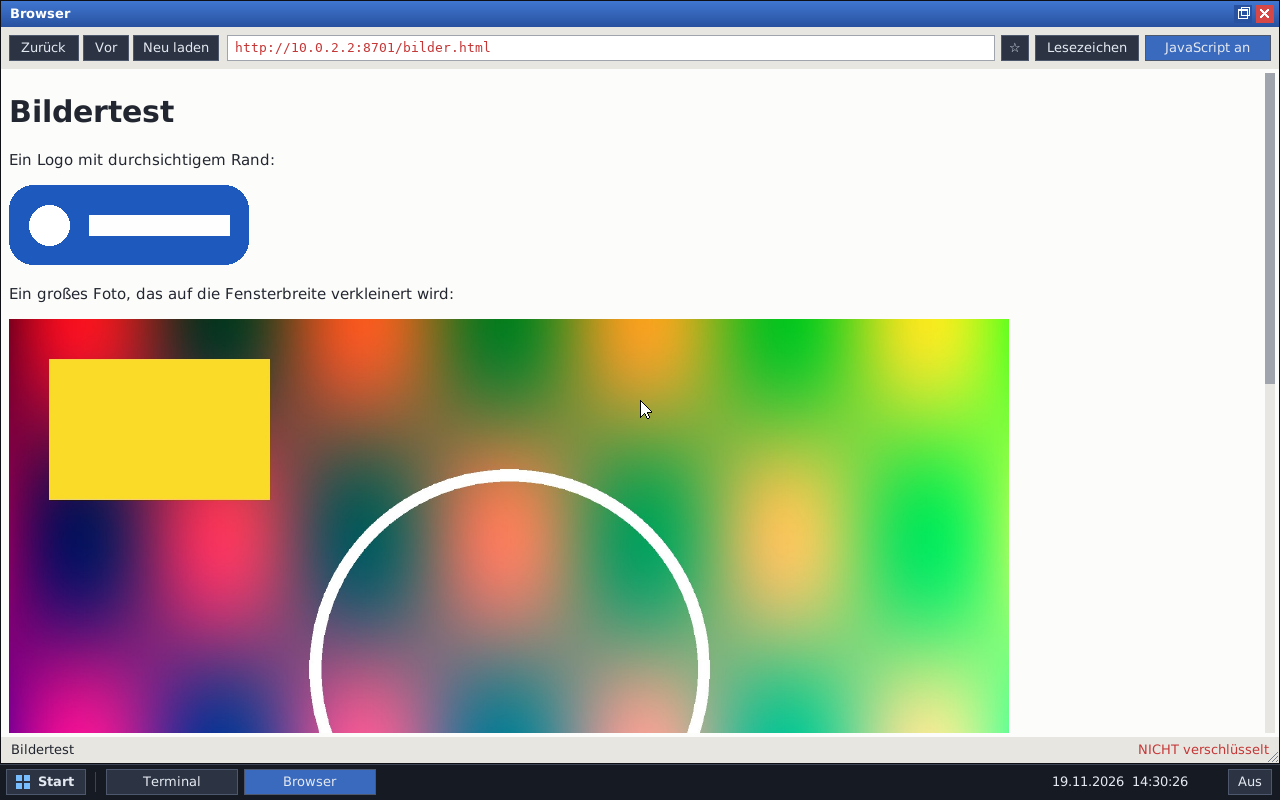 Browser
Zurück Vor Neu laden http://10.0.2.2:8701/bilder.html ☆ Lesezeichen JavaScript an
Bildertest
Ein Logo mit durchsichtigem Rand:
Ein großes Foto, das auf die Fensterbreite verkleinert wird:
Bildertest NICHT verschlüsselt
Start Terminal Browser 19.11.2026 14:30:26 Aus